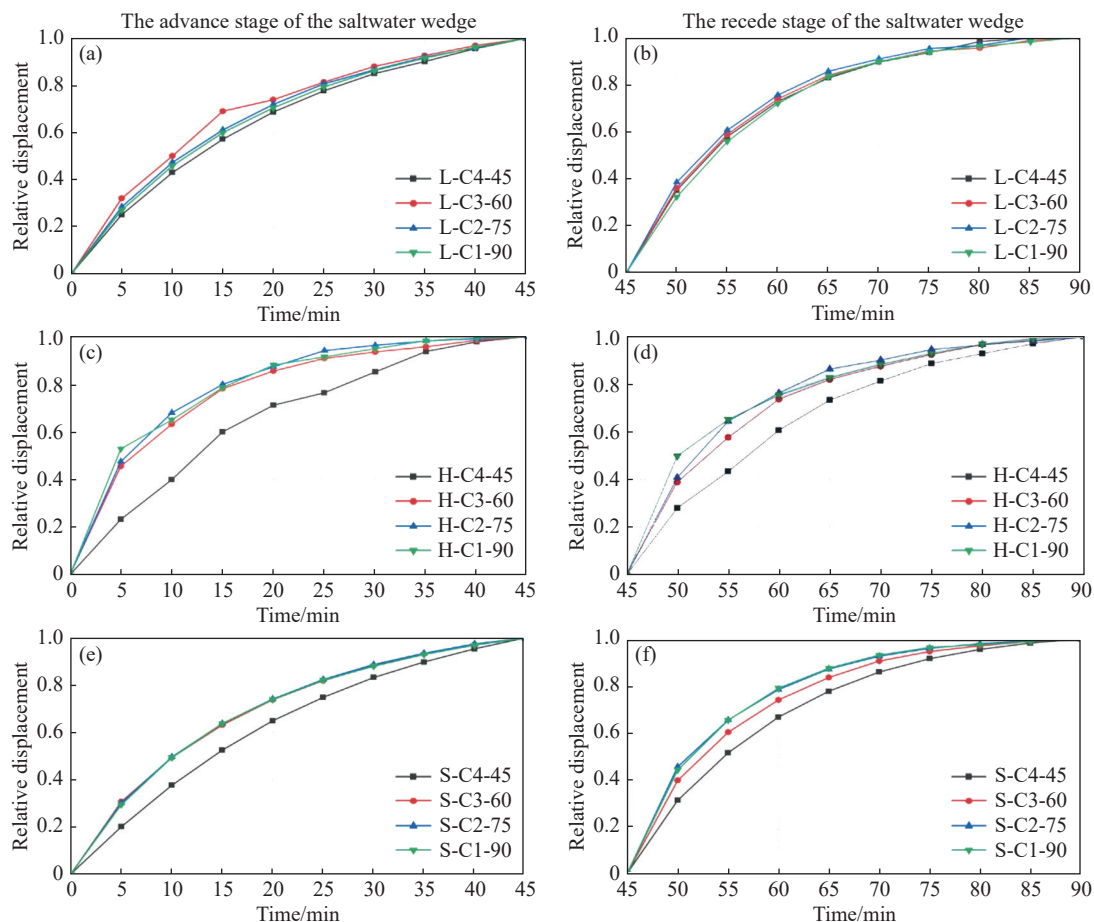 The advance stage of the saltwater wedge
The recede stage of the saltwater wedge
(a)
Relative displacement
1.0
0.8
0.6
0.4
0.2
0
L-C4-45
L-C3-60
L-C2-75
L-C1-90
0 5 10 15 20 25 30 35 40 45
Time/min
(b)
Relative displacement
1.0
0.8
0.6
0.4
0.2
0
L-C4-45
L-C3-60
L-C2-75
L-C1-90
45 50 55 60 65 70 75 80 85 90
Time/min
(c)
Relative displacement
1.0
0.8
0.6
0.4
0.2
0
H-C4-45
H-C3-60
H-C2-75
H-C1-90
0 5 10 15 20 25 30 35 40 45
Time/min
(d)
Relative displacement
1.0
0.8
0.6
0.4
0.2
0
H-C4-45
H-C3-60
H-C2-75
H-C1-90
45 50 55 60 65 70 75 80 85 90
Time/min
(e)
Relative displacement
1.0
0.8
0.6
0.4
0.2
0
S-C4-45
S-C3-60
S-C2-75
S-C1-90
0 5 10 15 20 25 30 35 40 45
Time/min
(f)
Relative displacement
1.0
0.8
0.6
0.4
0.2
0
S-C4-45
S-C3-60
S-C2-75
S-C1-90
45 50 55 60 65 70 75 80 85 90
Time/min